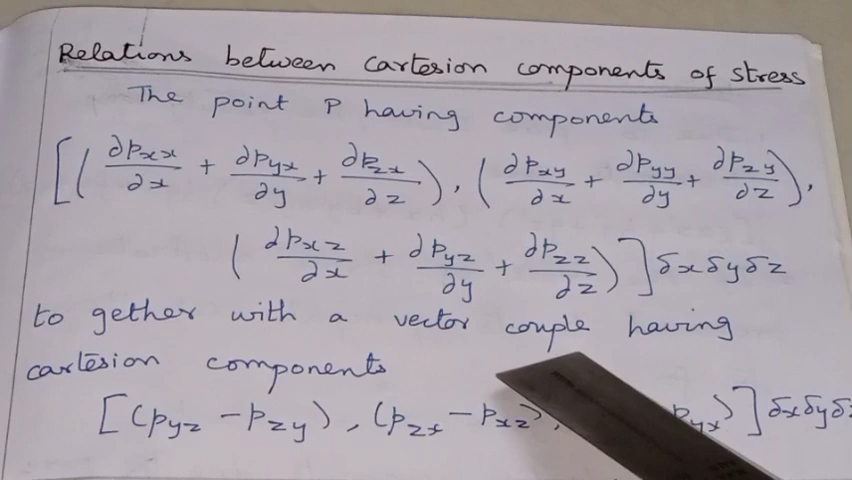 Relations between cartesion components of stress
The point P having components
[(∂pxx/∂x + ∂pyx/∂y + ∂pzx/∂z), (∂pxy/∂x + ∂pyy/∂y + ∂pzy/∂z),
(∂pxz/∂x + ∂pyz/∂y + ∂pzz/∂z)] δxδyδz
to gether with a vector couple having
cartesion components
[(pyz - pzy), (pzx - pxz), pyx)] δxδyδz